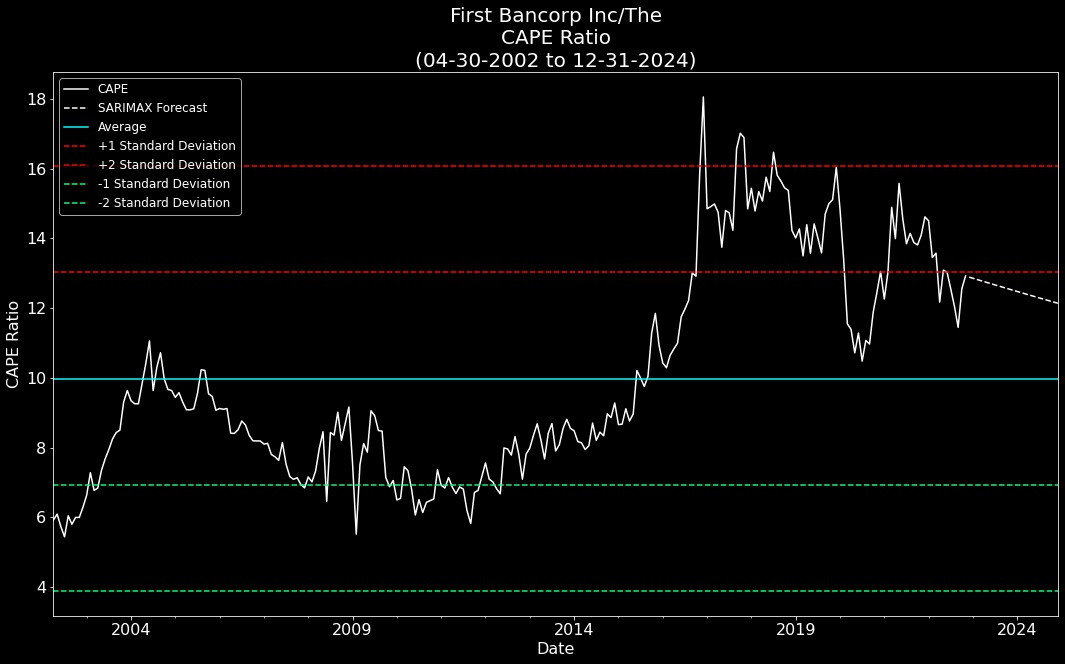 First Bancorp Inc/The
CAPE Ratio
(04-30-2002 to 12-31-2024)
CAPE
SARIMAX Forecast
Average
+1 Standard Deviation
+2 Standard Deviation
-1 Standard Deviation
-2 Standard Deviation
18
16
14
12
10
8
6
4
CAPE Ratio
2004
2009
2014
2019
2024
Date